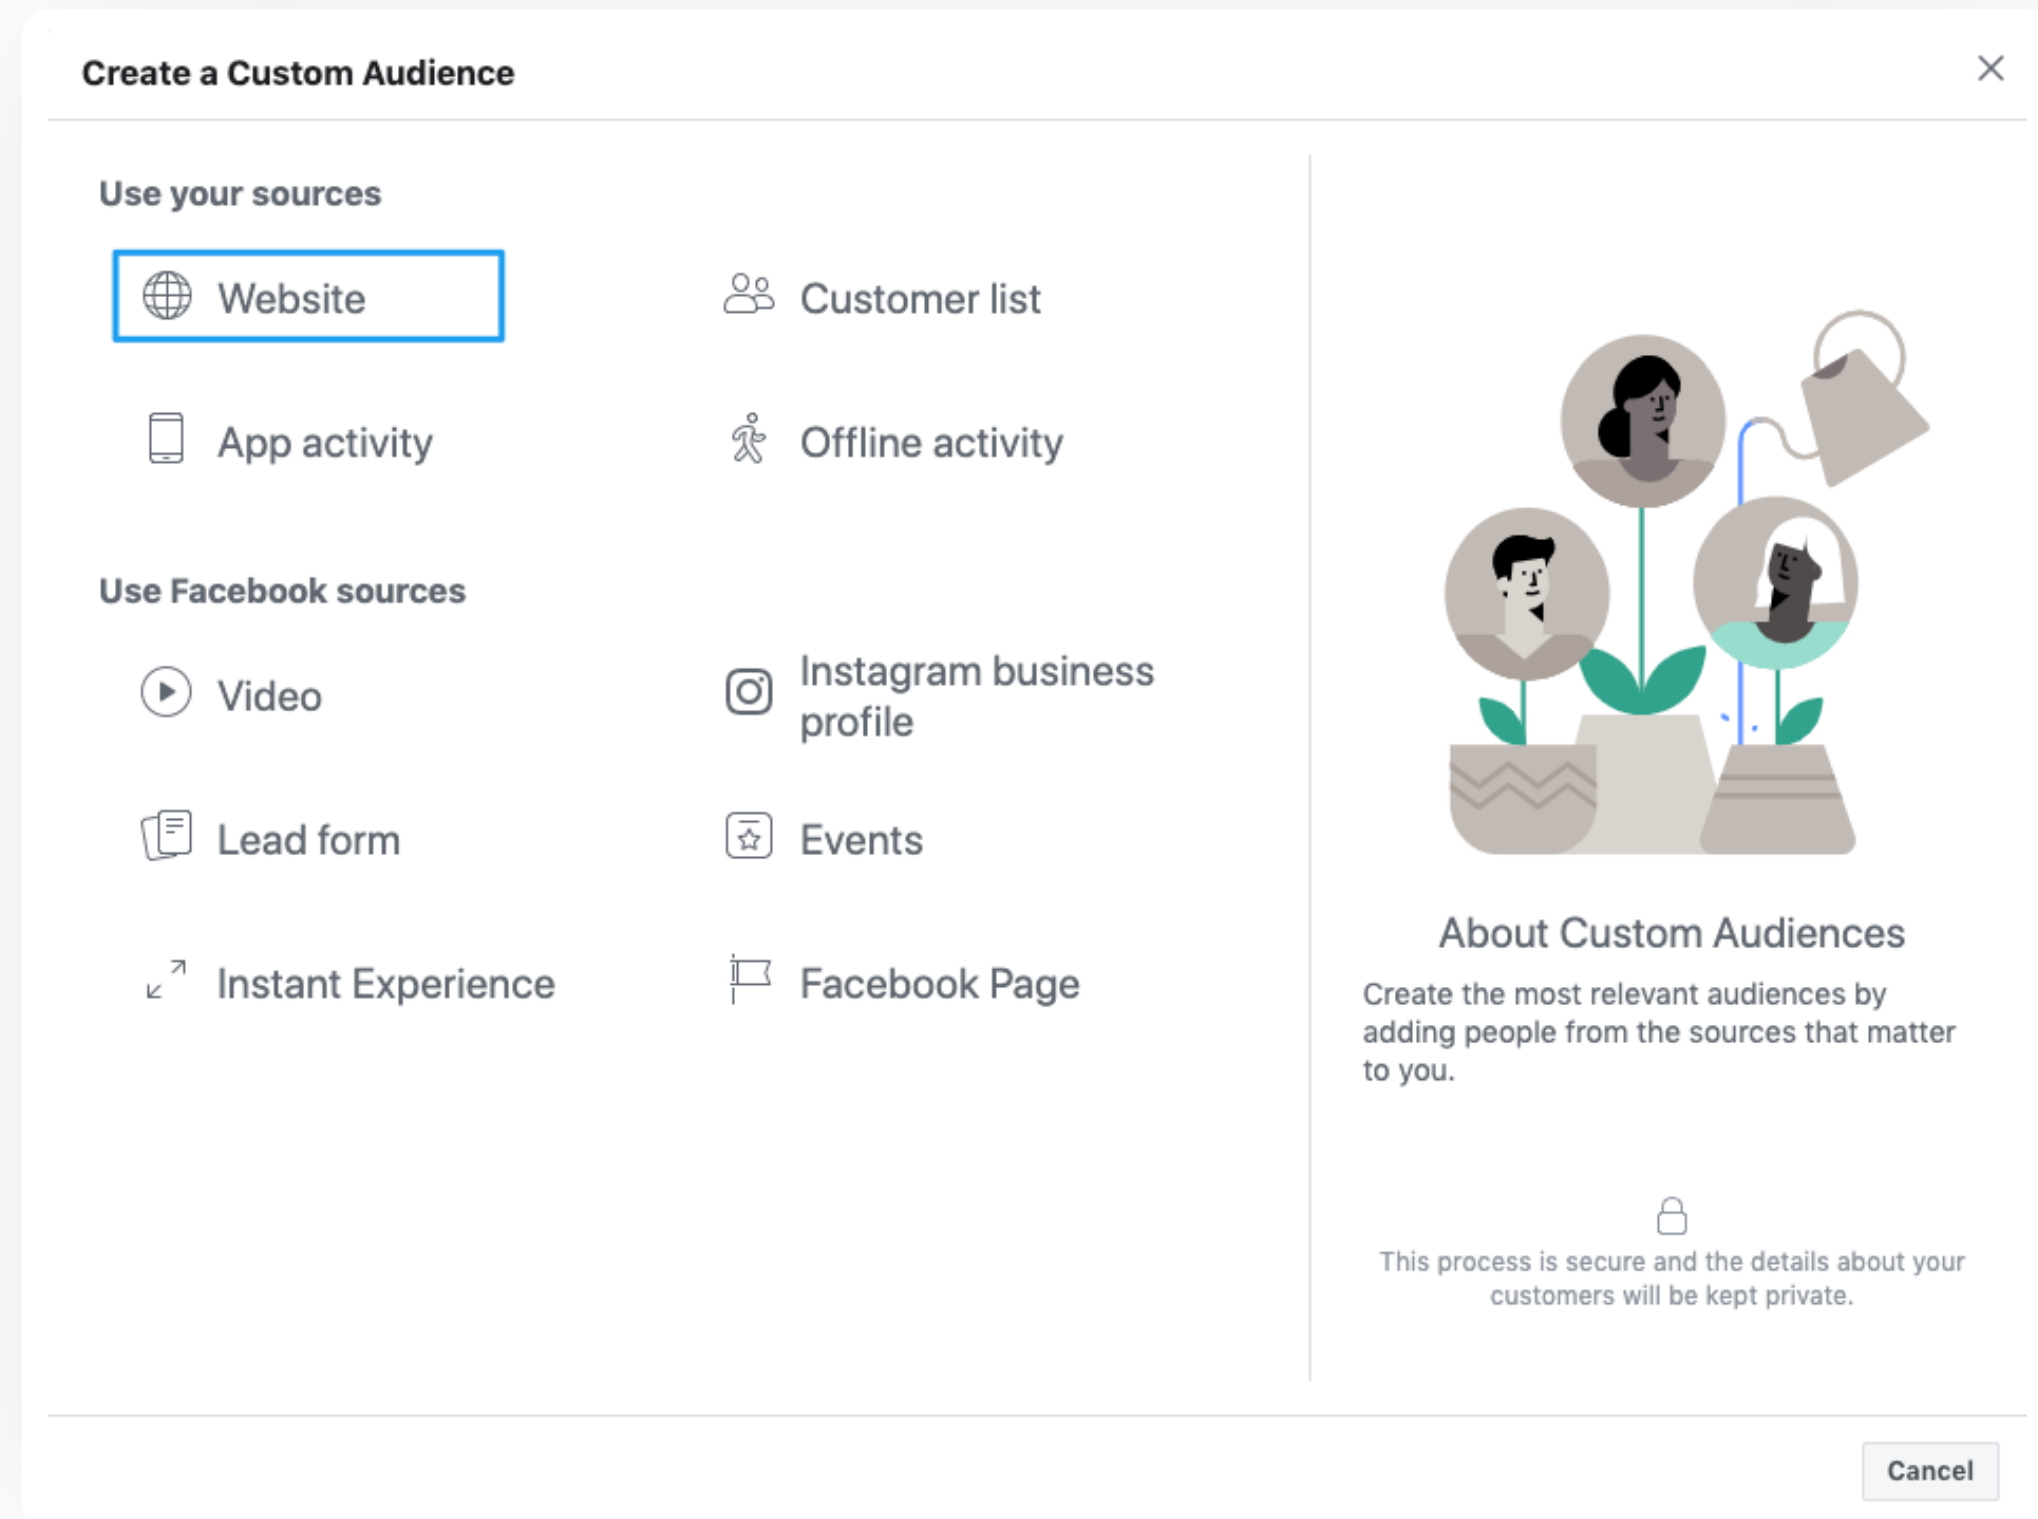 Create a Custom Audience
Use your sources
Website
Customer list
App activity
Offline activity
Use Facebook sources
Video
Instagram business
profile
Lead form
Events
Instant Experience
Facebook Page
About Custom Audiences
Create the most relevant audiences by
adding people from the sources that matter
to you.
This process is secure and the details about your
customers will be kept private.
Cancel